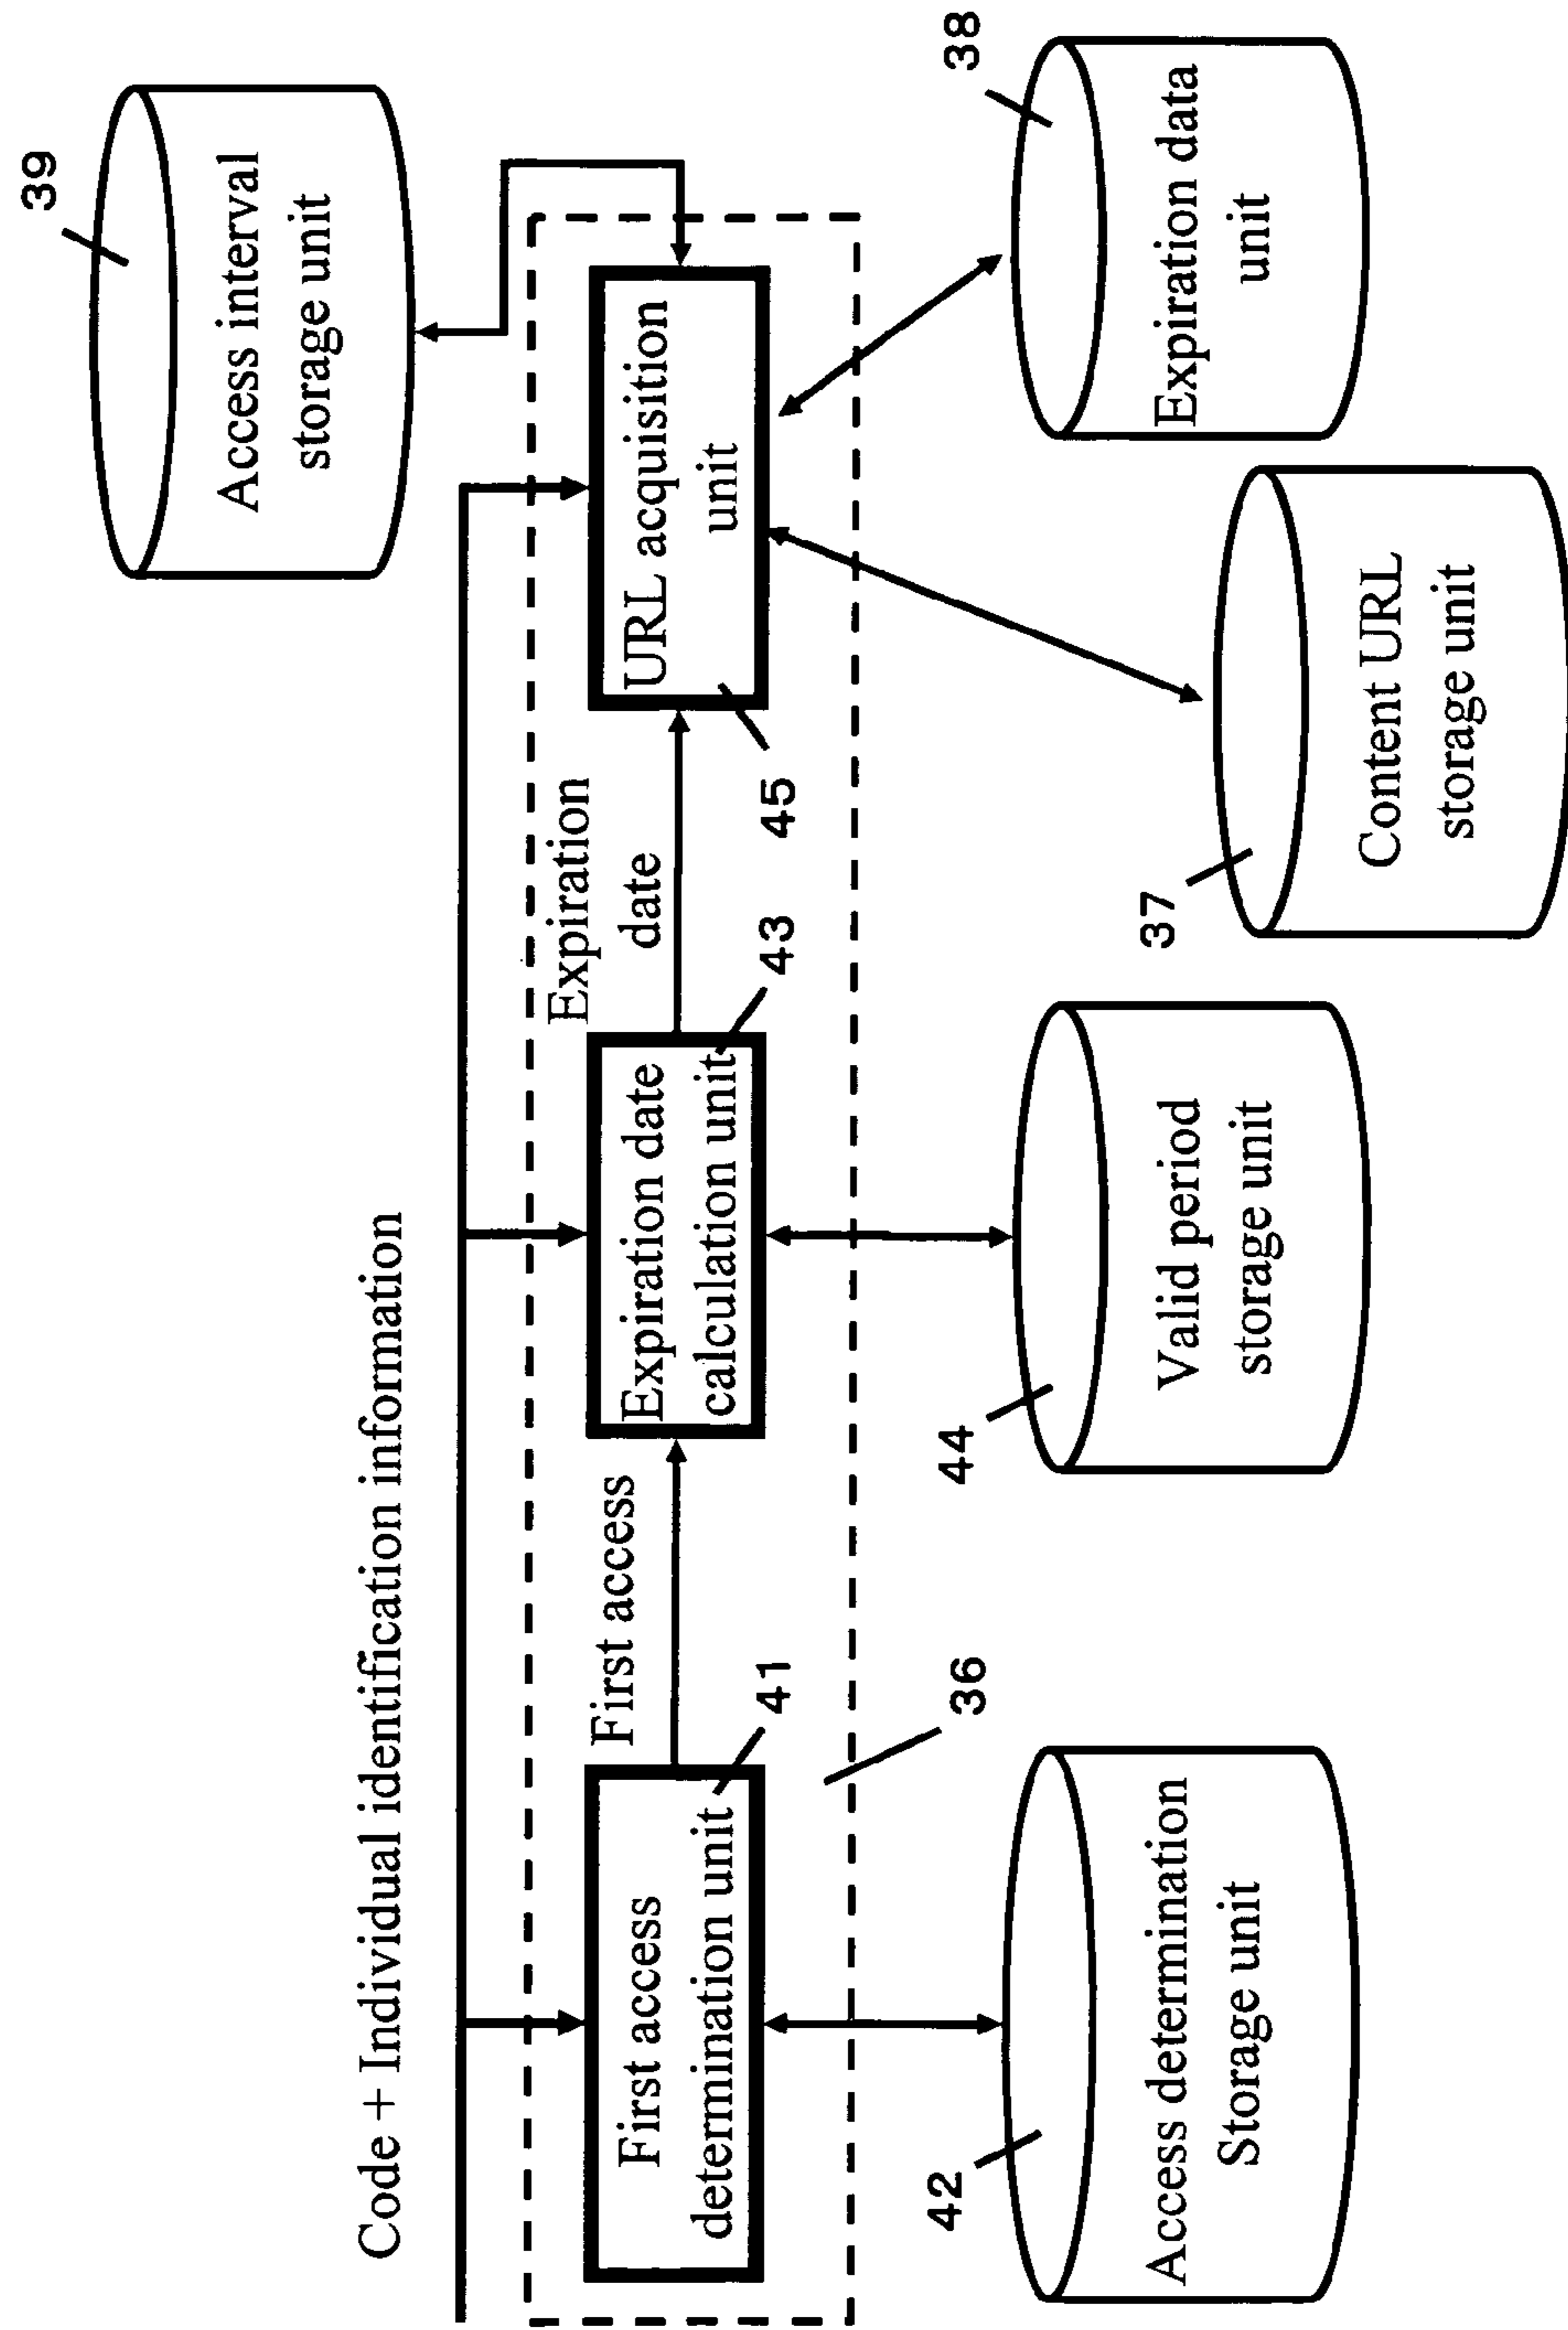 Code + Individual identification information
39
Access interval
storage unit
First access
determination unit
41
First access
Expiration date
calculation unit
43
Expiration
date
URL acquisition
unit
45
36
42
Access determination
Storage unit
44
Valid period
storage unit
37
Content URL
storage unit
38
Expiration data
unit